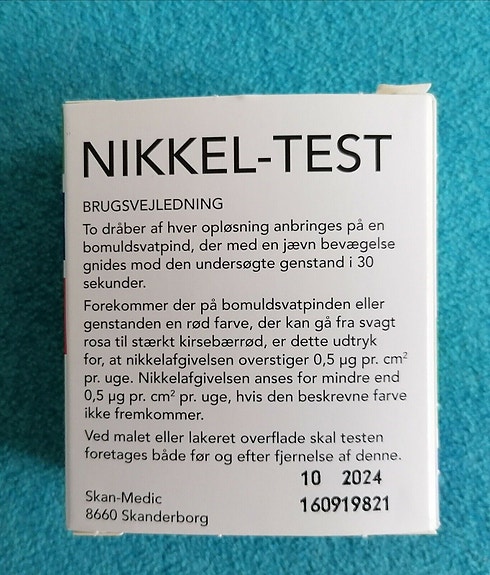 NIKKEL-TEST
BRUGSVEJLEDNING
To dråber af hver opløsning anbringes på en
bomuldsvatpind, der med en jævn bevægelse
gnides mod den undersøgte genstand i 30
sekunder.
Forekommer der på bomuldsvatpinden eller
genstanden en rød farve, der kan gå fra svagt
rosa til stærkt kirsebærrød, er dette udtryk
for, at nikkelafgivelsen overstiger 0,5 µg pr. cm²
pr. uge. Nikkelafgivelsen anses for mindre end
0,5 µg pr. cm² pr. uge, hvis den beskrevne farve
ikke fremkommer.
Ved malet eller lakeret overflade skal testen
foretages både før og efter fjernelse af denne.
10 2024
160919821
Skan-Medic
8660 Skanderborg